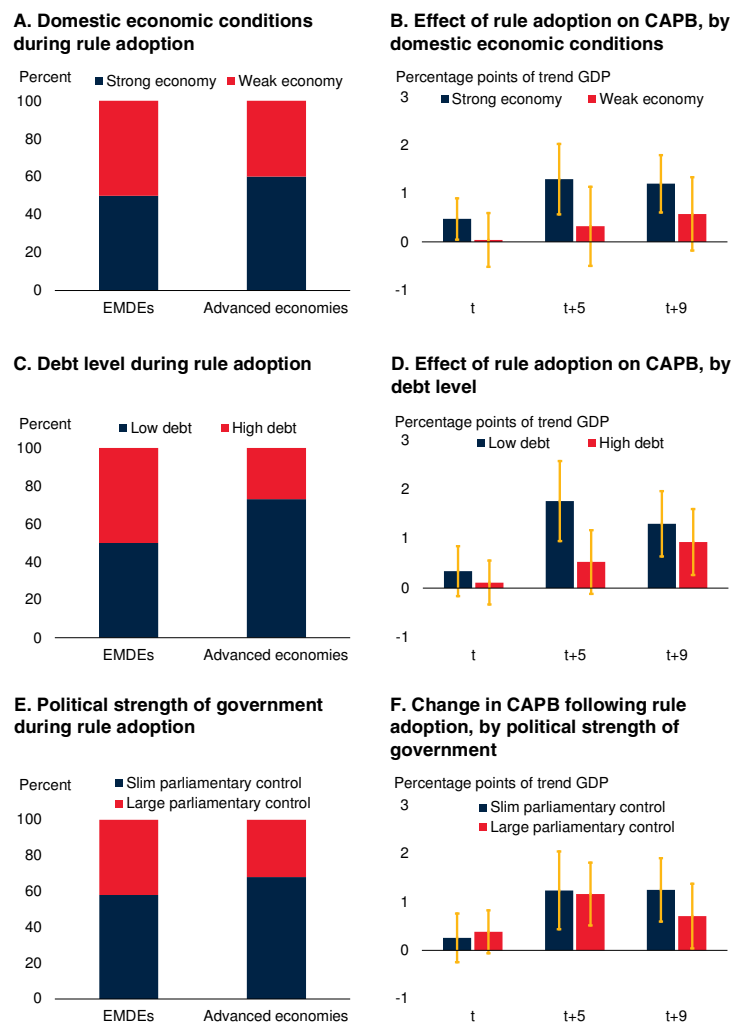 A. Domestic economic conditions
during rule adoption
Percent
Strong economy Weak economy
100
80
60
40
20
0
EMDEs Advanced economies
B. Effect of rule adoption on CAPB, by
domestic economic conditions
Percentage points of trend GDP
3
Strong economy Weak economy
2
1
0
-1
t t+5 t+9
C. Debt level during rule adoption
Percent
Low debt High debt
100
80
60
40
20
0
EMDEs Advanced economies
D. Effect of rule adoption on CAPB, by
debt level
Percentage points of trend GDP
3
Low debt High debt
2
1
0
-1
t t+5 t+9
E. Political strength of government
during rule adoption
Percent
Slim parliamentary control
Large parliamentary control
100
80
60
40
20
0
EMDEs Advanced economies
F. Change in CAPB following rule
adoption, by political strength of
government
Percentage points of trend GDP
3
Slim parliamentary control
Large parliamentary control
2
1
0
-1
t t+5 t+9